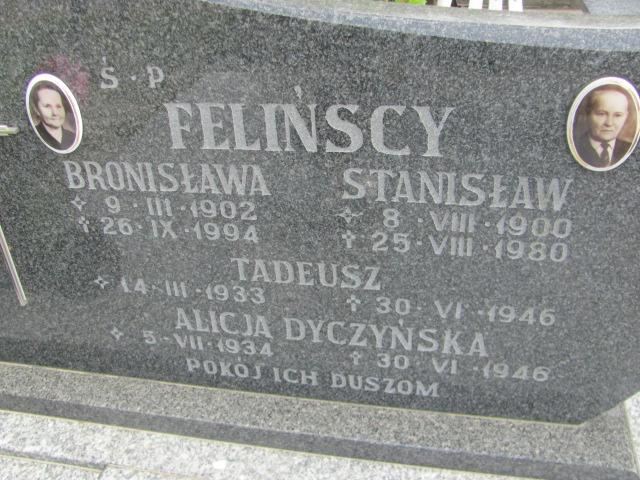 Ś·P
FELIŃSCY
BRONISŁAWA STANISŁAW
9·III·1902 8·VIII·1900
†26·IX·1994 †25·VIII·1980
TADEUSZ
14·III·1933 †30·VI·1946
ALICJA DYCZYŃSKA
5·VII·1934 †30·VI·1946
POKOJ ICH DUSZOM